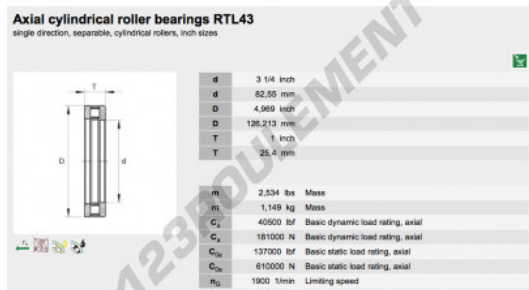 Axial cylindrical roller bearings RTL43
single direction, separable, cylindrical rollers, inch sizes
T
D d
d 3 1/4 inch
d 82,55 mm
D 4,969 inch
D 126,213 mm
T 1 inch
T 25,4 mm
m 2,534 lbs Mass
m 1,149 kg Mass
Ca 40500 lbf Basic dynamic load rating, axial
Ca 181000 N Basic dynamic load rating, axial
C0a 137000 lbf Basic static load rating, axial
C0a 610000 N Basic static load rating, axial
nG 1900 1/min Limiting speed
123ROULEMENT